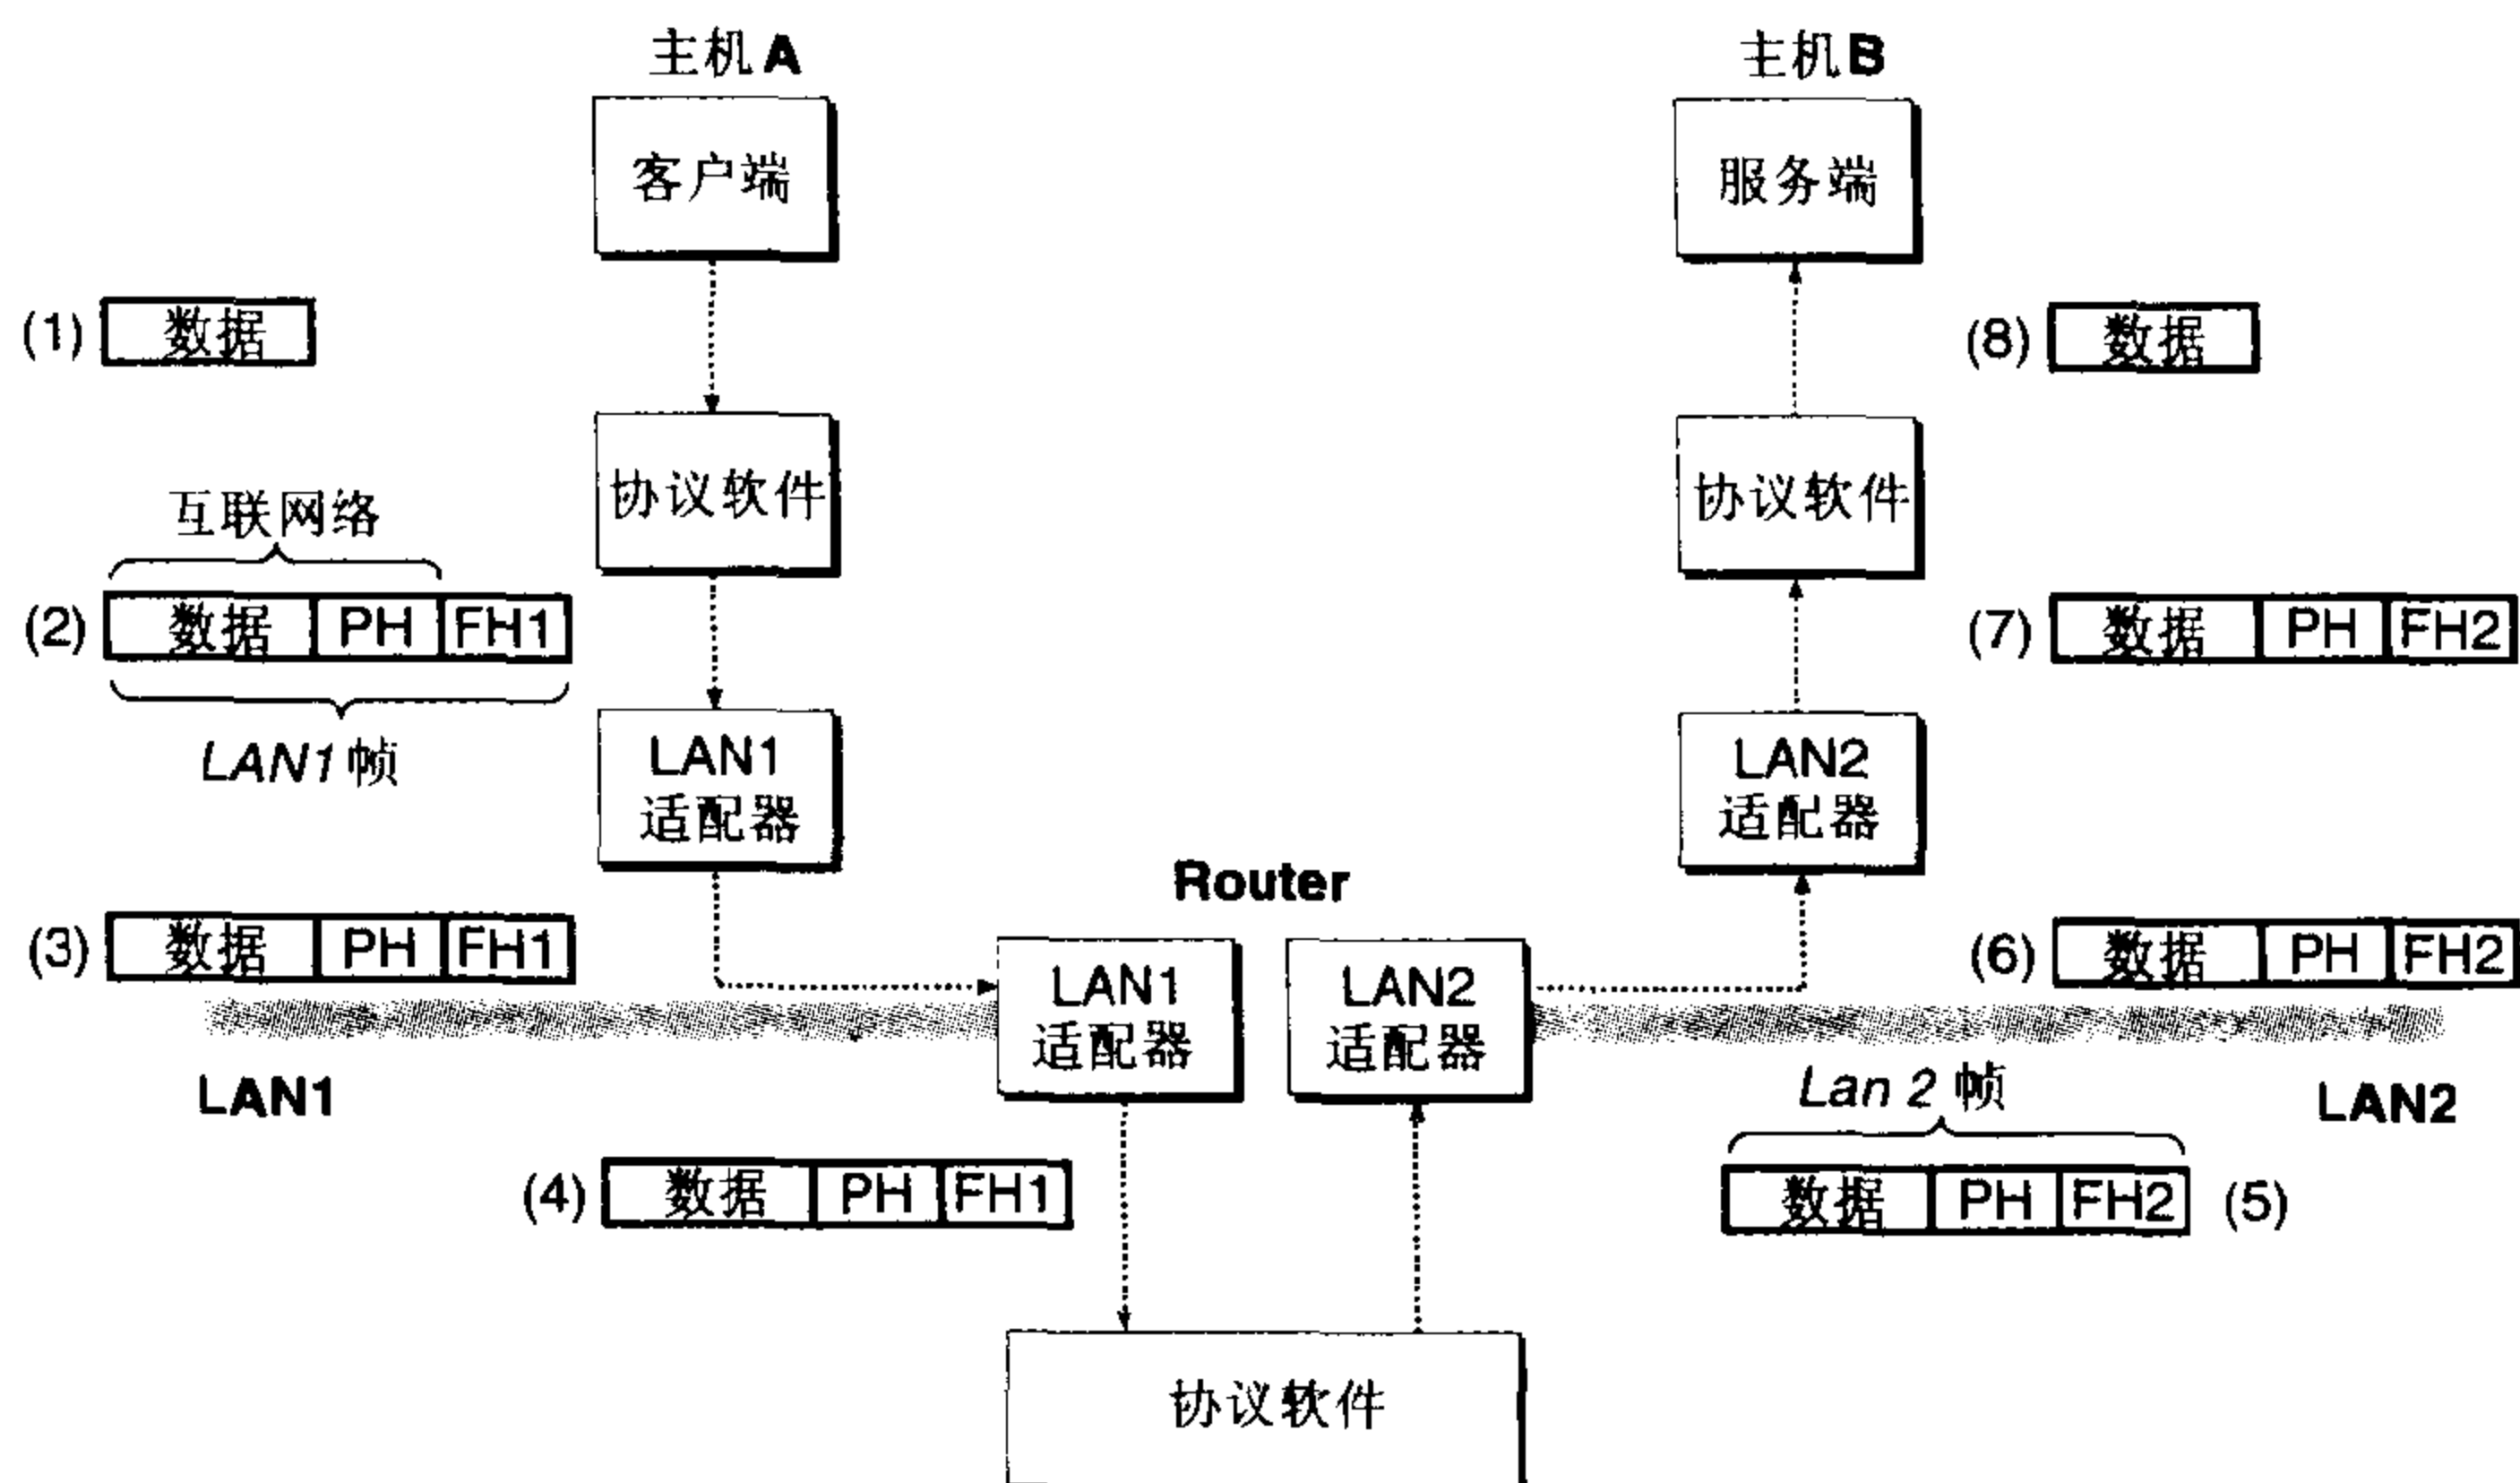 主机A
主机B
客户端
服务端
(1) 数据
(8) 数据
协议软件
协议软件
互联网络
(2) 数据 PH FH1
(7) 数据 PH FH2
LAN1帧
LAN1
适配器
LAN2
适配器
Router
(3) 数据 PH FH1
(6) 数据 PH FH2
LAN1
适配器
LAN2
适配器
LAN1
Lan 2 帧
LAN2
(4) 数据 PH FH1
数据 PH FH2 (5)
协议软件